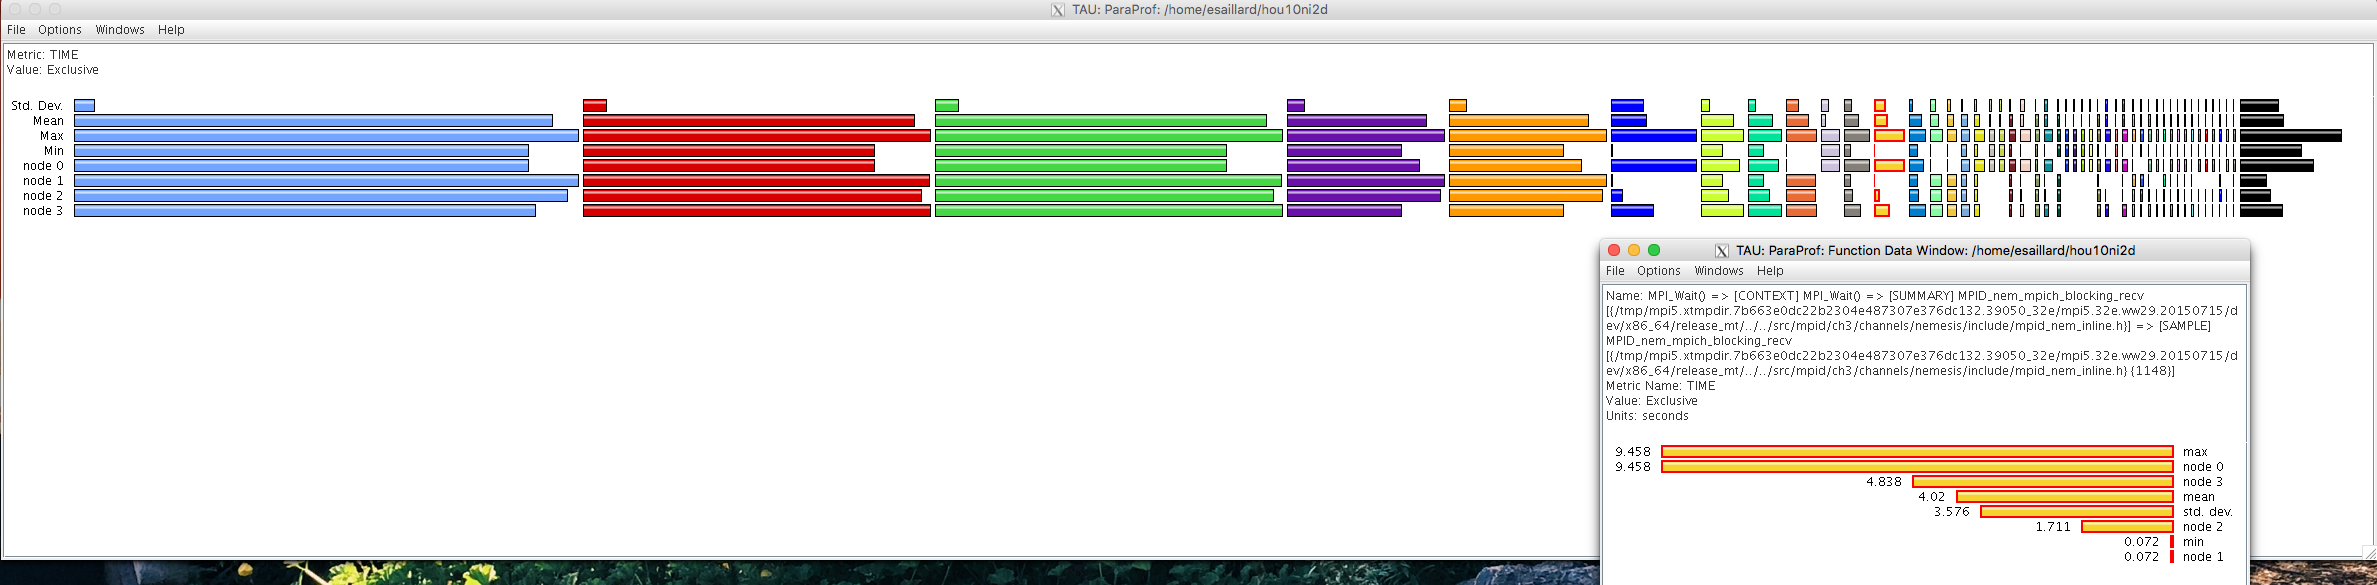 TAU: ParaProf: /home/esaillard/hou10ni2d
File Options Windows Help
Metric: TIME
Value: Exclusive
Std. Dev.
Mean
Max
Min
node 0
node 1
node 2
node 3
TAU: ParaProf: Function Data Window: /home/esaillard/hou10ni2d
File Options Windows Help
Name: MPI_Wait() => [CONTEXT] MPI_Wait() => [SUMMARY] MPID_nem_mpich_blocking_recv
[{/tmp/mpi5.xtmpdir.7b663e0dc22b2304e487307e376dc132.39050_32e/mpi5.32e.ww29.20150715/d
ev/x86_64/release_mt/../../src/mpid/ch3/channels/nemesis/include/mpid_nem_inline.h}] => [SAMPLE]
MPID_nem_mpich_blocking_recv
[{/tmp/mpi5.xtmpdir.7b663e0dc22b2304e487307e376dc132.39050_32e/mpi5.32e.ww29.20150715/d
ev/x86_64/release_mt/../../src/mpid/ch3/channels/nemesis/include/mpid_nem_inline.h} {1148}]
Metric Name: TIME
Value: Exclusive
Units: seconds
9.458 max
9.458 node 0
4.838 node 3
4.02 mean
3.576 std. dev.
1.711 node 2
0.072 min
0.072 node 1